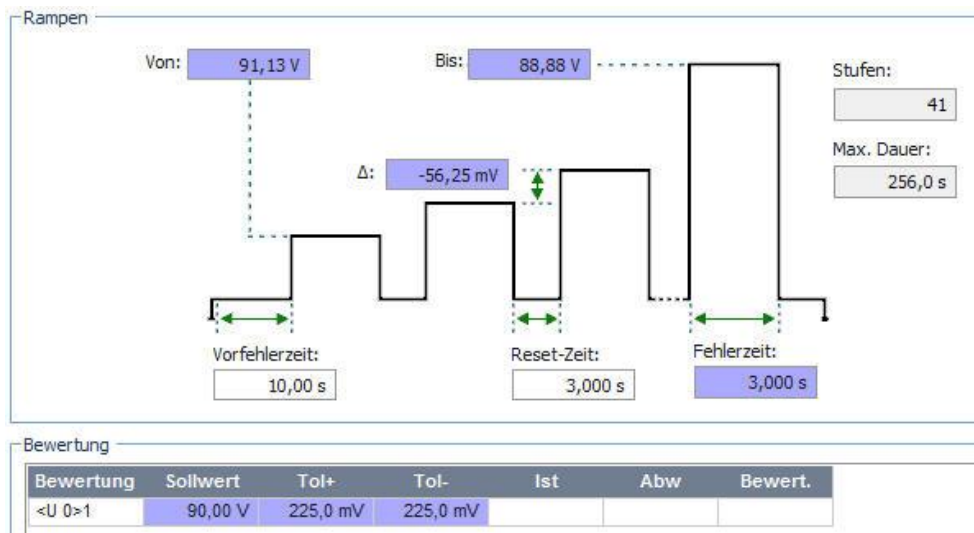 Rampen
Von: 91,13 V Bis: 88,88 V
Stufen:
41
Max. Dauer:
256,0 s
Δ: -56,25 mV
Vorfehlerzeit: Reset-Zeit: Fehlerzeit:
10,00 s 3,000 s 3,000 s
Bewertung
Bewertung Sollwert Tol+ Tol- Ist Abw Bewert.
<U 0>1 90,00 V 225,0 mV 225,0 mV